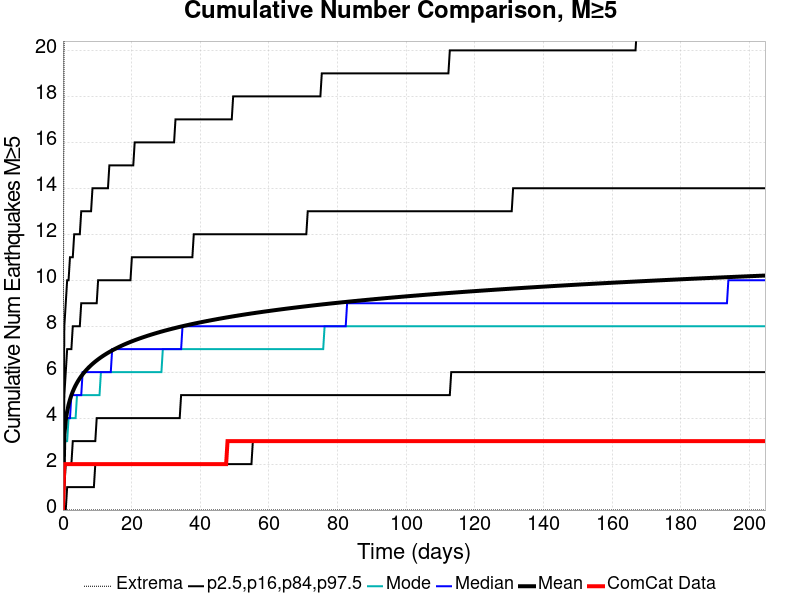 Cumulative Number Comparison, M≥5
Cumulative Num Earthquakes M≥5
20
18
16
14
12
10
8
6
4
2
0
0 20 40 60 80 100 120 140 160 180 200
Time (days)
Extrema p2.5,p16,p84,p97.5 Mode Median Mean ComCat Data